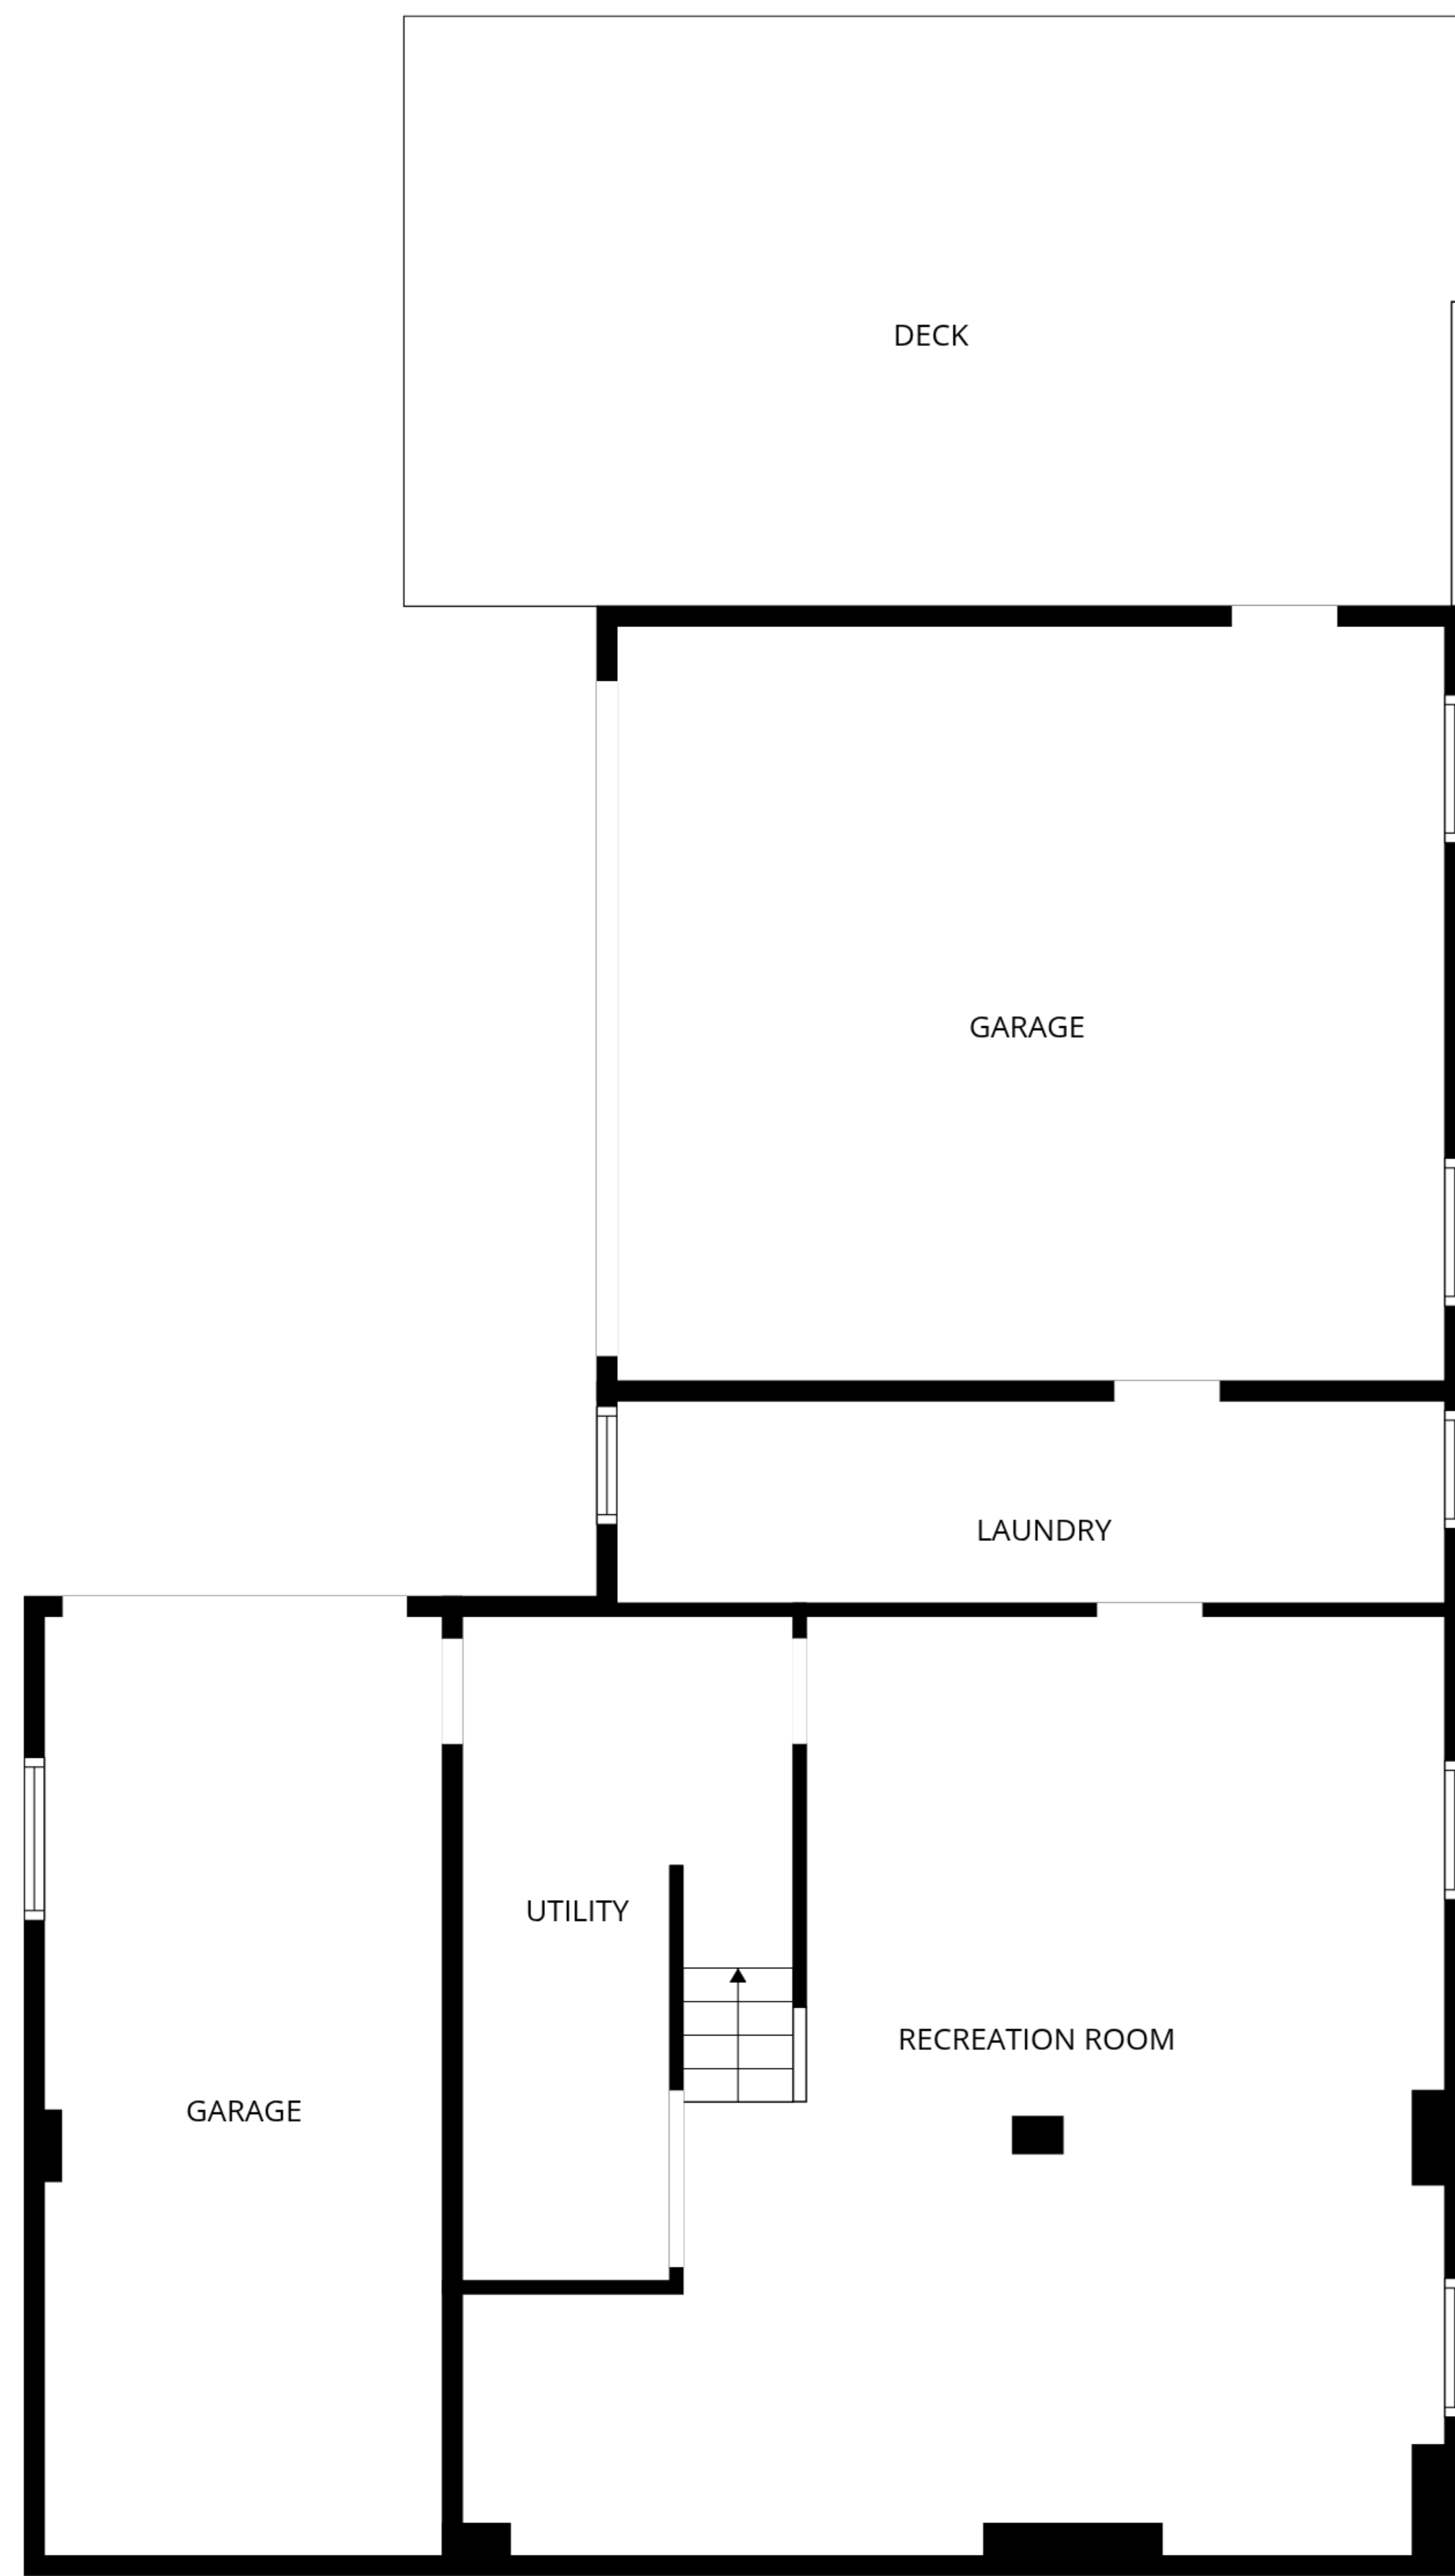 DECK
GARAGE
LAUNDRY
UTILITY
RECREATION ROOM
GARAGE